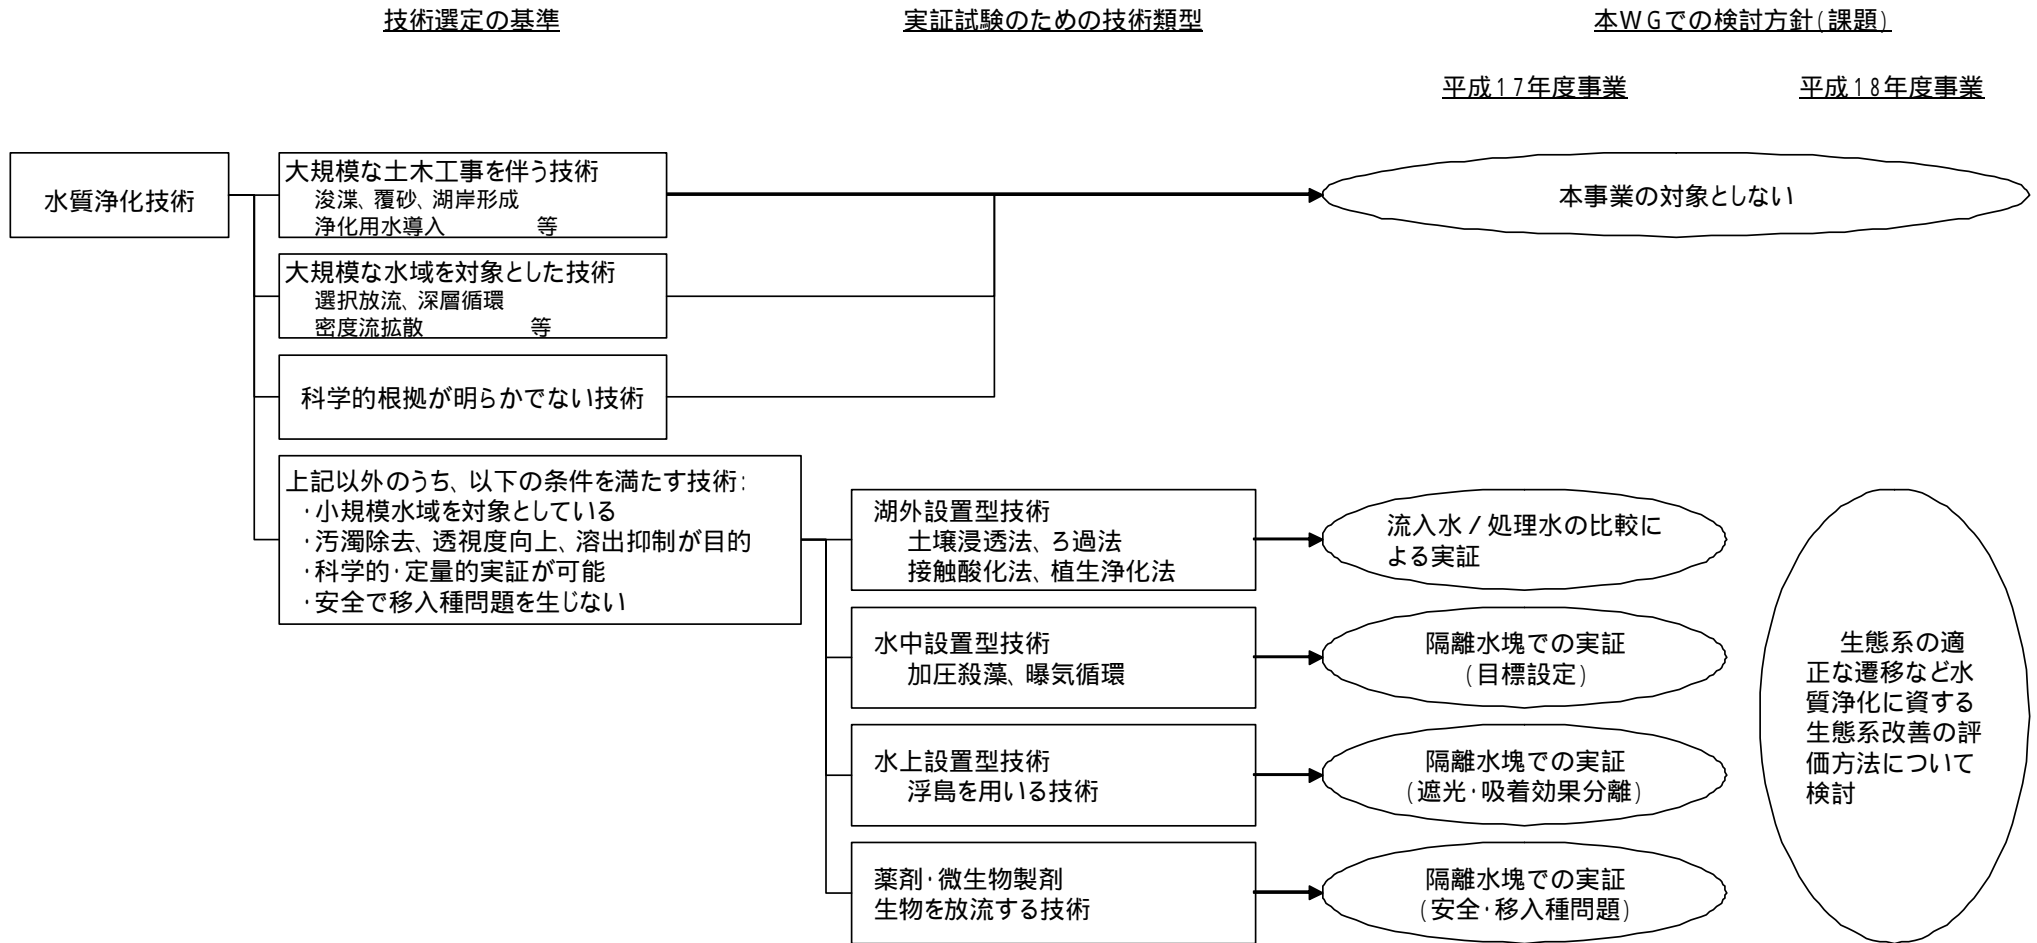 技術選定の基準
実証試験のための技術類型
本WGでの検討方針(課題)
平成17年度事業
平成18年度事業
水質浄化技術
大規模な土木工事を伴う技術
浚渫、覆砂、湖岸形成
浄化用水導入 等
本事業の対象としない
大規模な水域を対象とした技術
選択放流、深層循環
密度流拡散 等
科学的根拠が明らかでない技術
上記以外のうち、以下の条件を満たす技術:
・小規模水域を対象としている
・汚濁除去、透視度向上、溶出抑制が目的
・科学的・定量的実証が可能
・安全で移入種問題を生じない
湖外設置型技術
土壌浸透法、ろ過法
接触酸化法、植生浄化法
流入水/処理水の比較に
よる実証
水中設置型技術
加圧殺藻、曝気循環
隔離水塊での実証
(目標設定)
水上設置型技術
浮島を用いる技術
隔離水塊での実証
(遮光・吸着効果分離)
薬剤・微生物製剤
生物を放流する技術
隔離水塊での実証
(安全・移入種問題)
生態系の適
正な遷移など水
質浄化に資する
生態系改善の評
価方法について
検討